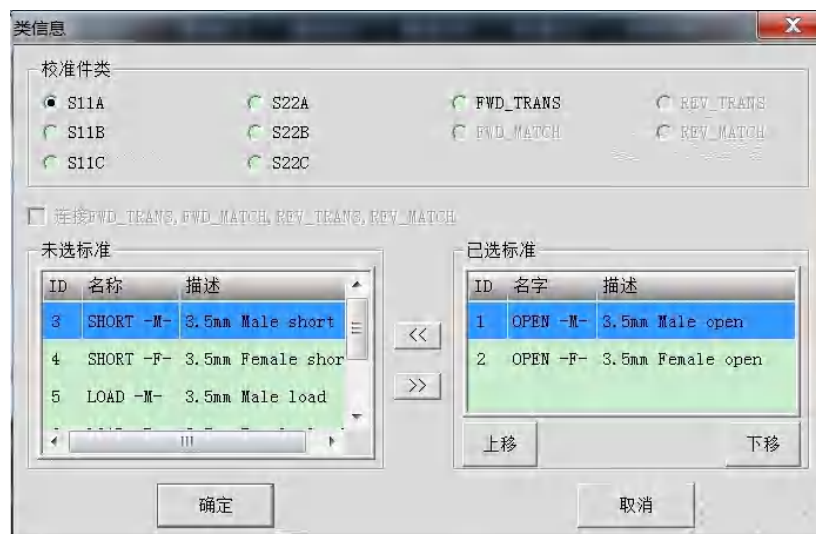 类信息
校准件类
S11A S22A FWD_TRANS REV_TRANS
S11B S22B FWD_MATCH REV_MATCH
S11C S22C
连接FWD_TRANS,FWD_MATCH,REV_TRANS,REV_MATCH
未选标准
ID 名称 描述
3 SHORT -M- 3.5mm Male short
4 SHORT -F- 3.5mm Female shor
5 LOAD -M- 3.5mm Male load
<<
>>
已选标准
ID 名字 描述
1 OPEN -M- 3.5mm Male open
2 OPEN -F- 3.5mm Female open
上移 下移
确定 取消